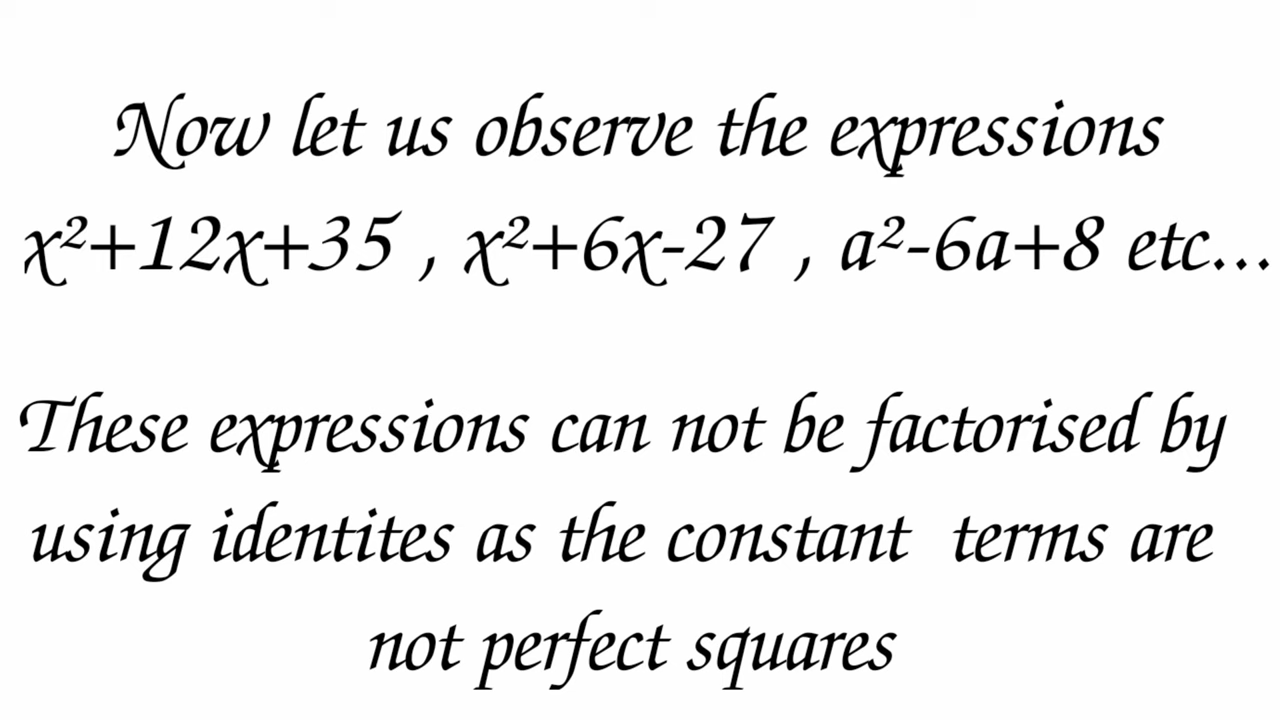 Now let us observe the expressions
x²+12x+35 , x²+6x-27 , a²-6a+8 etc...
These expressions can not be factorised by
using identites as the constant terms are
not perfect squares